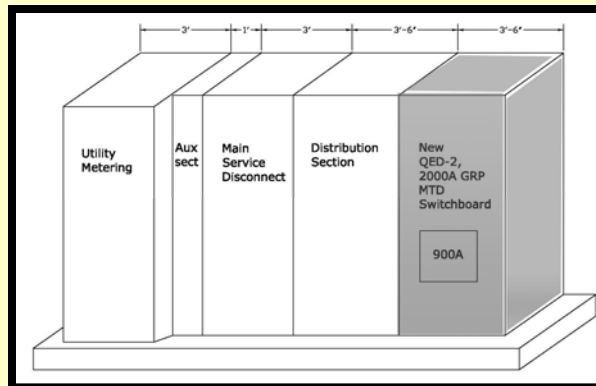 3' 1' 3' 3'-6" 3'-6"
Utility
Metering
Aux
sect
Main
Service
Disconnect
Distribution
Section
New
QED-2,
2000A GRP
MTD
Switchboard
900A